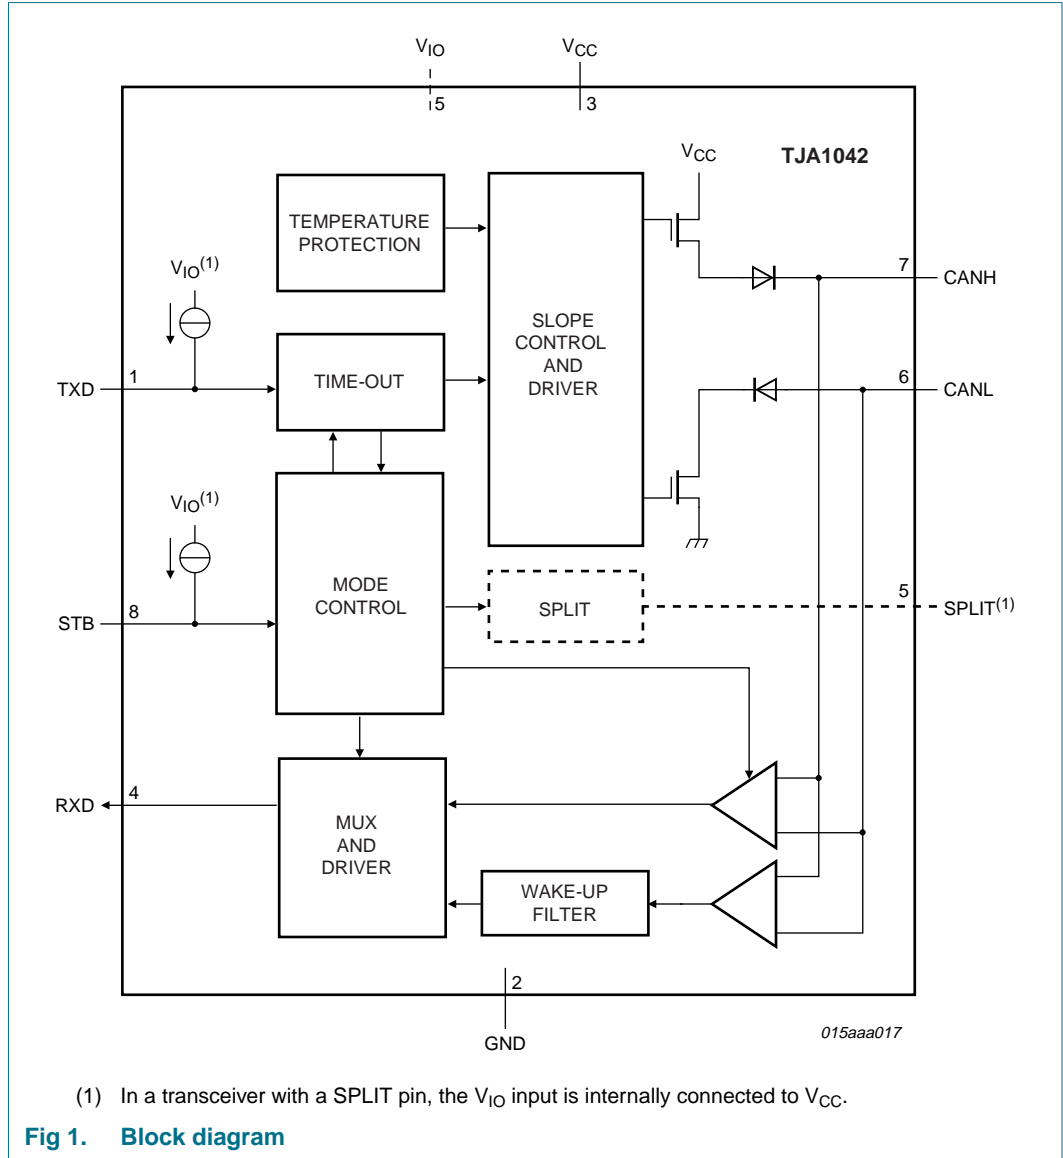 VIO
VCC
5
3
TJA1042
VCC
TEMPERATURE
PROTECTION
VIO(1)
7
CANH
SLOPE
CONTROL
AND
DRIVER
TXD
1
TIME-OUT
6
CANL
VIO(1)
MODE
CONTROL
STB
8
SPLIT
5
SPLIT(1)
RXD
4
MUX
AND
DRIVER
WAKE-UP
FILTER
2
GND
015aaa017
(1) In a transceiver with a SPLIT pin, the VIO input is internally connected to VCC.
Fig 1. Block diagram